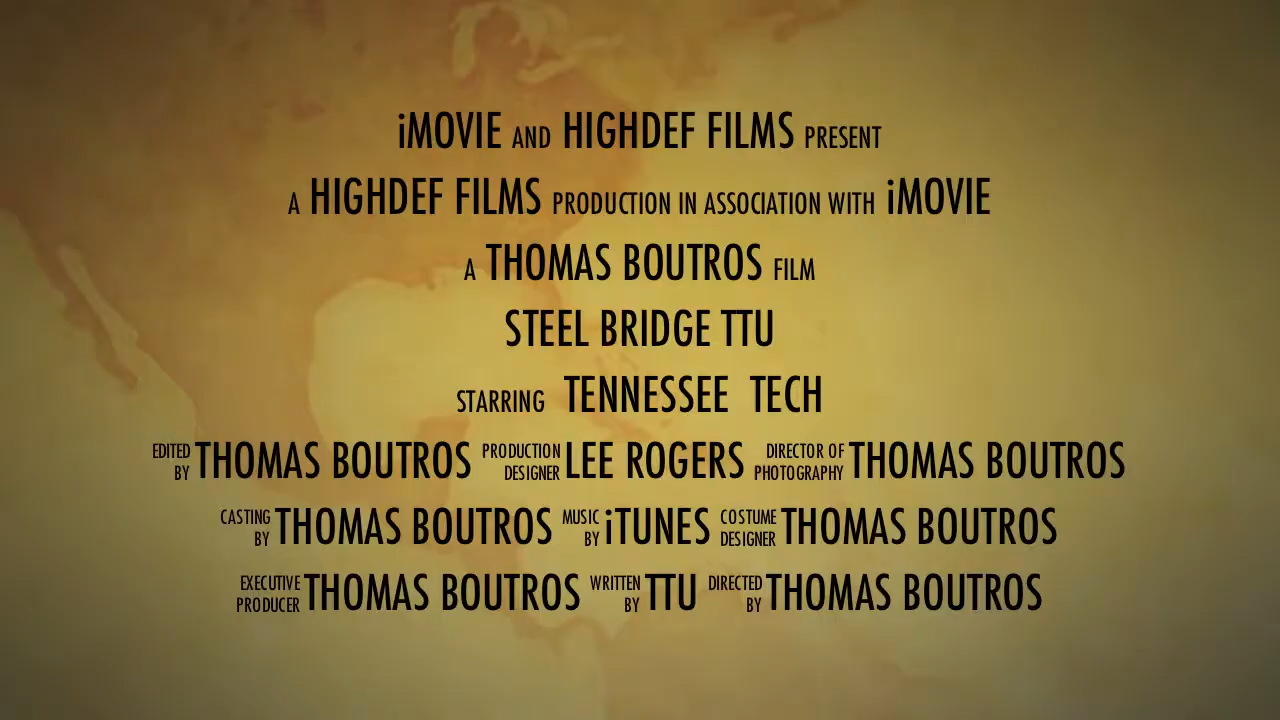 iMOVIE AND HIGHDEF FILMS PRESENT
A HIGHDEF FILMS PRODUCTION IN ASSOCIATION WITH iMOVIE
A THOMAS BOUTROS FILM
STEEL BRIDGE TTU
STARRING TENNESSEE TECH
EDITED BY THOMAS BOUTROS PRODUCTION DESIGNER LEE ROGERS DIRECTOR OF PHOTOGRAPHY THOMAS BOUTROS
CASTING BY THOMAS BOUTROS MUSIC BY iTUNES COSTUME DESIGNER THOMAS BOUTROS
EXECUTIVE PRODUCER THOMAS BOUTROS WRITTEN BY TTU DIRECTED BY THOMAS BOUTROS